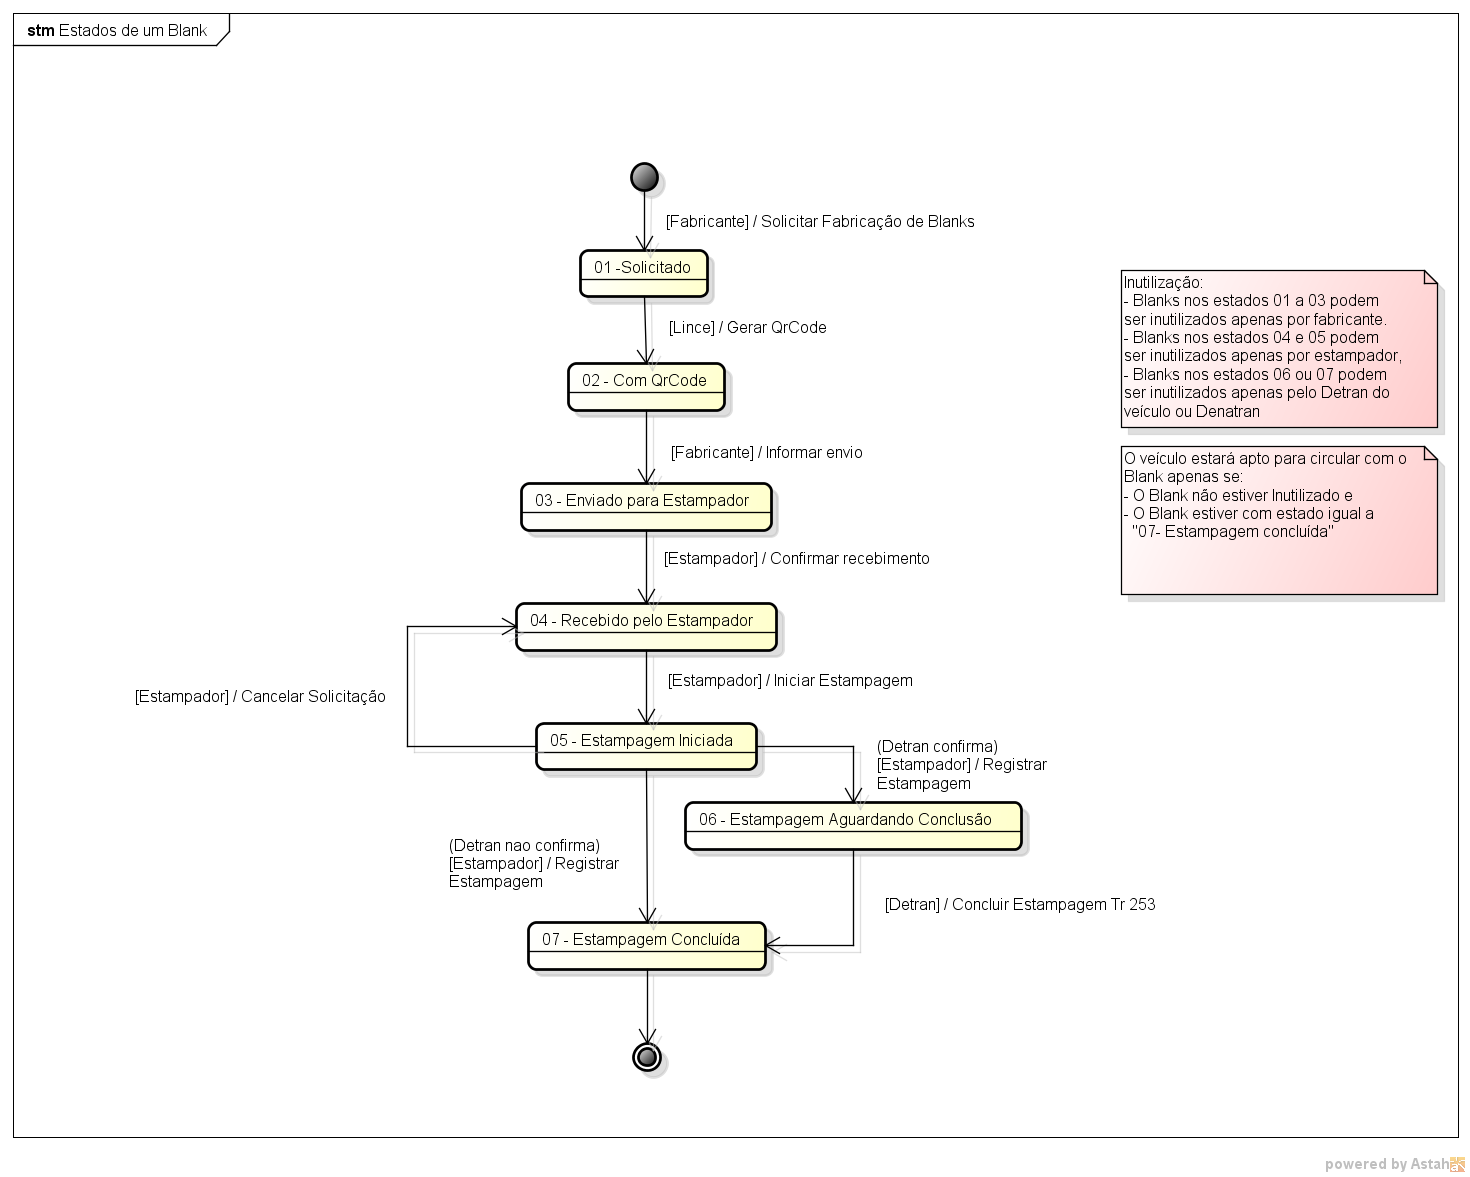 stm Estados de um Blank
[Fabricante] / Solicitar Fabricação de Blanks
01 -Solicitado
[Lince] / Gerar QrCode
02 - Com QrCode
[Fabricante] / Informar envio
03 - Enviado para Estampador
[Estampador] / Confirmar recebimento
04 - Recebido pelo Estampador
[Estampador] / Cancelar Solicitação
[Estampador] / Iniciar Estampagem
05 - Estampagem Iniciada
(Detran confirma)
[Estampador] / Registrar
Estampagem
06 - Estampagem Aguardando Conclusão
(Detran nao confirma)
[Estampador] / Registrar
Estampagem
[Detran] / Concluir Estampagem Tr 253
07 - Estampagem Concluída
Inutilização:
- Blanks nos estados 01 a 03 podem
ser inutilizados apenas por fabricante.
- Blanks nos estados 04 e 05 podem
ser inutilizados apenas por estampador,
- Blanks nos estados 06 ou 07 podem
ser inutilizados apenas pelo Detran do
veículo ou Denatran
O veículo estará apto para circular com o
Blank apenas se:
- O Blank não estiver Inutilizado e
- O Blank estiver com estado igual a
"07- Estampagem concluída"
powered by Astah